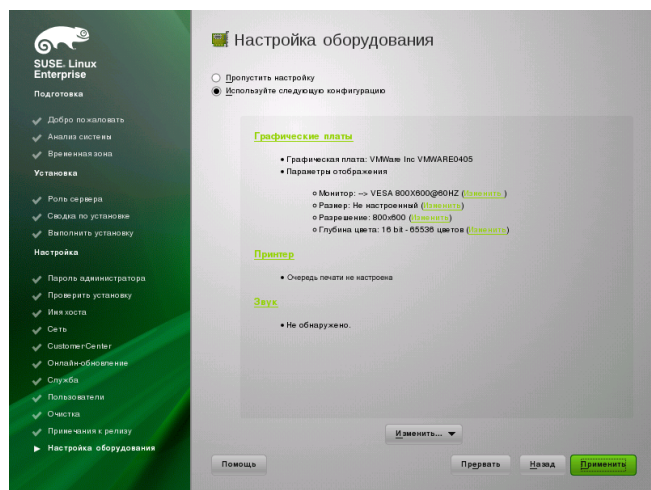 SUSE. Linux
Enterprise
Подготовка
Добро пожаловать
Анализ системы
Временная зона
Установка
Роль сервера
Сводка по установке
Выполнить установку
Настройка
Пароль администратора
Проверить установку
Имя хоста
Сеть
Customer Center
Онлайн-обновление
Служба
Пользователи
Очистка
Примечания к релизу
Настройка оборудования
Настройка оборудования
Пропустить настройку
Используйте следующую конфигурацию
Графические платы
Графическая плата: VMWare Inc VMWARE0405
Параметры отображения
Монитор: --> VESA 800X600@60HZ (Изменить.)
Размер: Не настроенный (Изменить)
Разрешение: 800x600 (Изменить)
Глубина цвета: 16 bit - 65536 цветов (Изменить)
Принтер
Очередь печати не настроена
Звук
Не обнаружено.
Изменить...
Помощь
Прервать
Назад
Применить